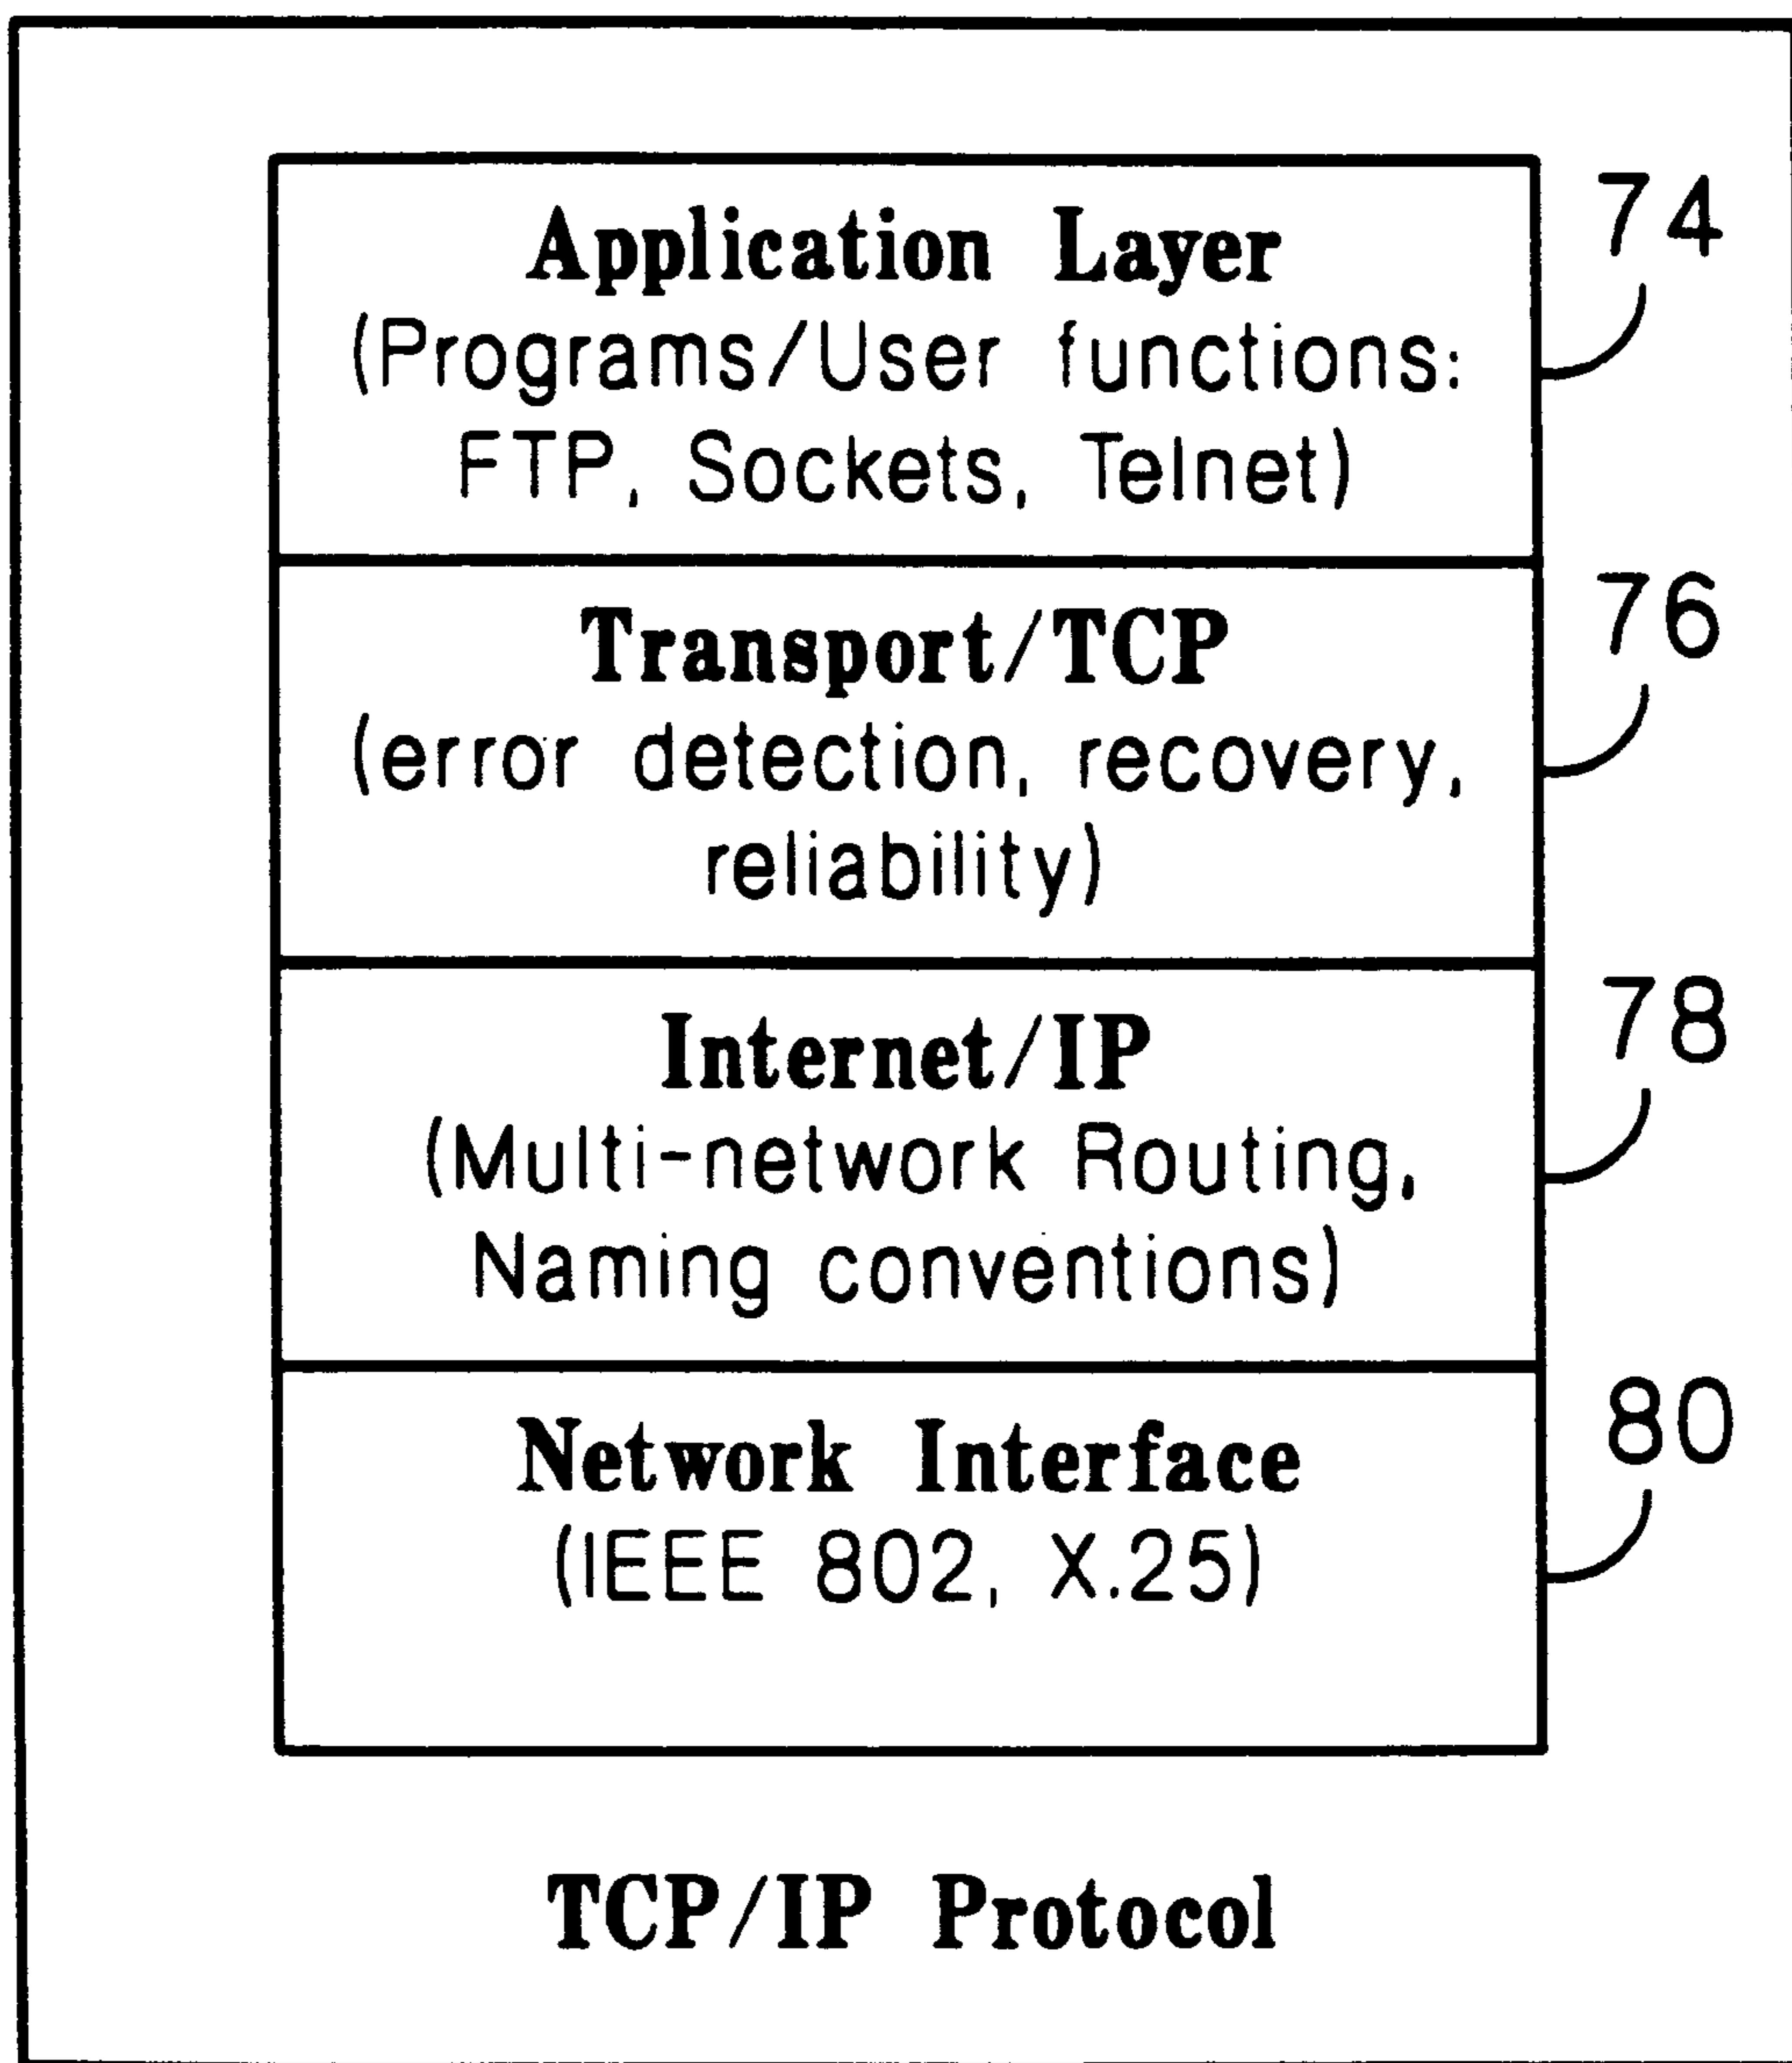 Application Layer
74
(Programs/User functions:
FTP, Sockets, Telnet)
Transport/TCP
76
(error detection, recovery,
reliability)
Internet/IP
78
(Multi-network Routing,
Naming conventions)
Network Interface
80
(IEEE 802, X.25)
TCP/IP Protocol